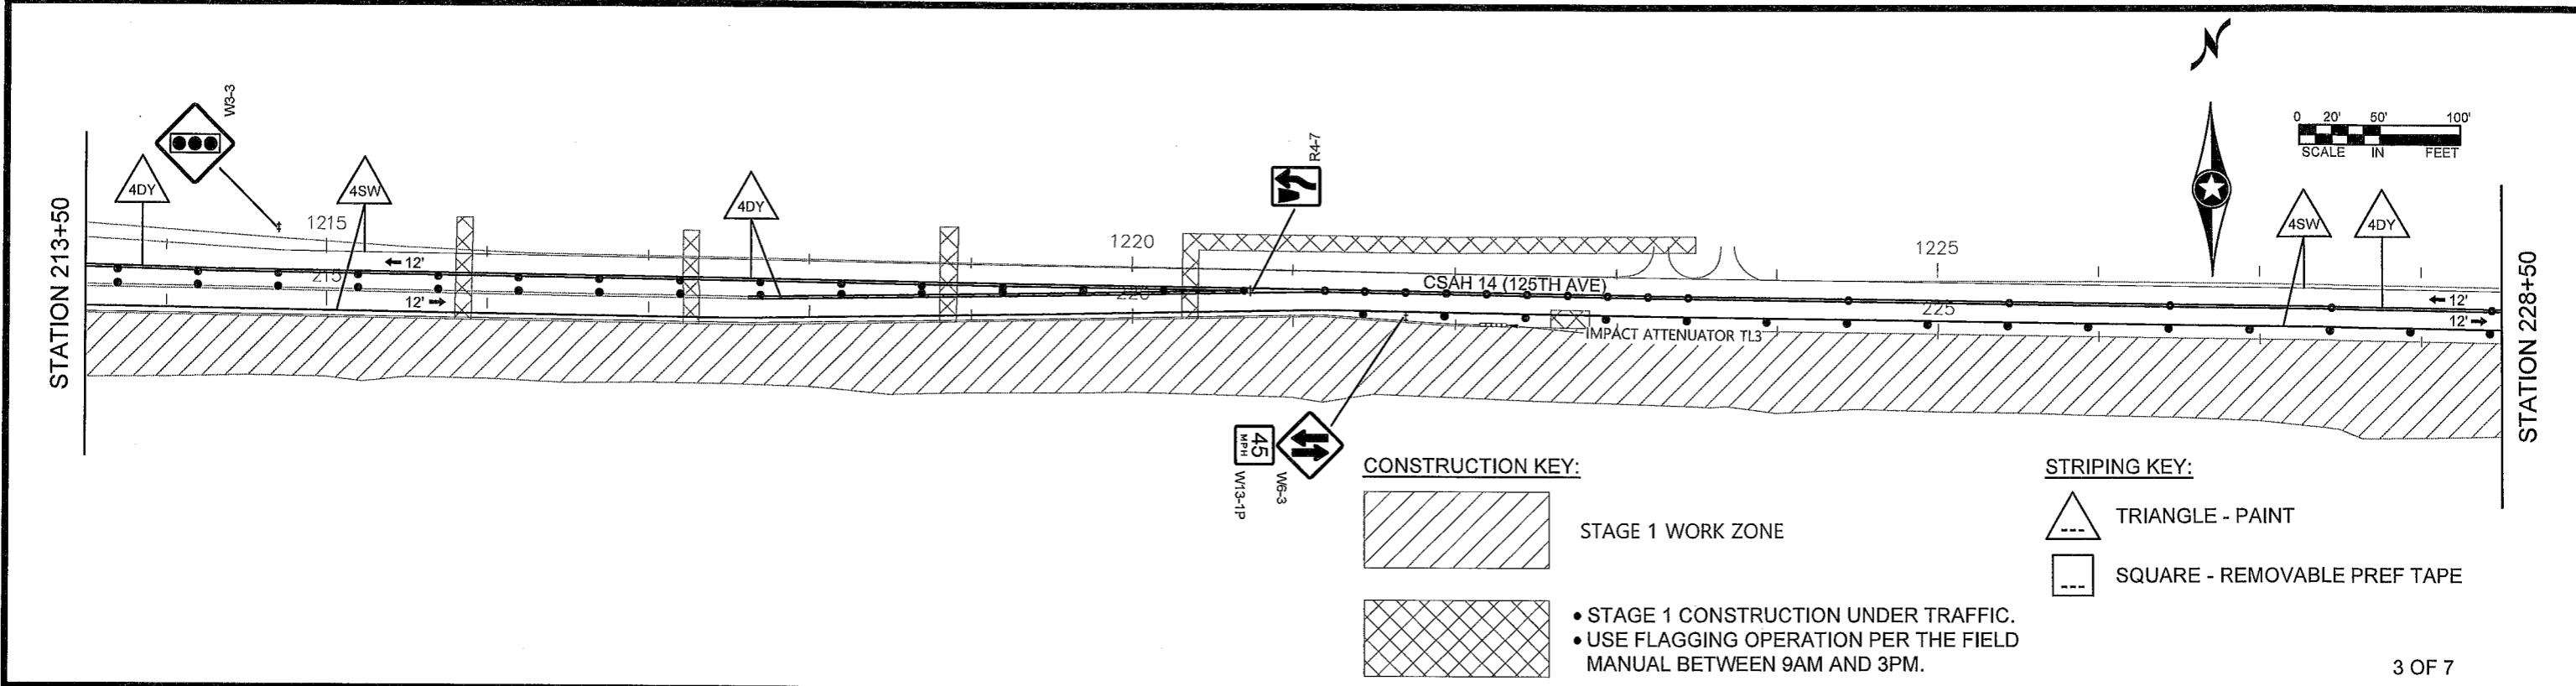 N
0 20' 50' 100'
SCALE IN FEET
W3-3
R4-7
4DY
4SW
4DY
4SW
4DY
1215
1220
1225
STATION 213+50
STATION 228+50
12'
215
12'
220
CSAH 14 (125TH AVE)
225
12'
12'
IMPACT ATTENUATOR TL3
45
MPH
W13-1P
W6-3
CONSTRUCTION KEY:
STAGE 1 WORK ZONE
• STAGE 1 CONSTRUCTION UNDER TRAFFIC.
• USE FLAGGING OPERATION PER THE FIELD
MANUAL BETWEEN 9AM AND 3PM.
STRIPING KEY:
--- TRIANGLE - PAINT
--- SQUARE - REMOVABLE PREF TAPE
3 OF 7